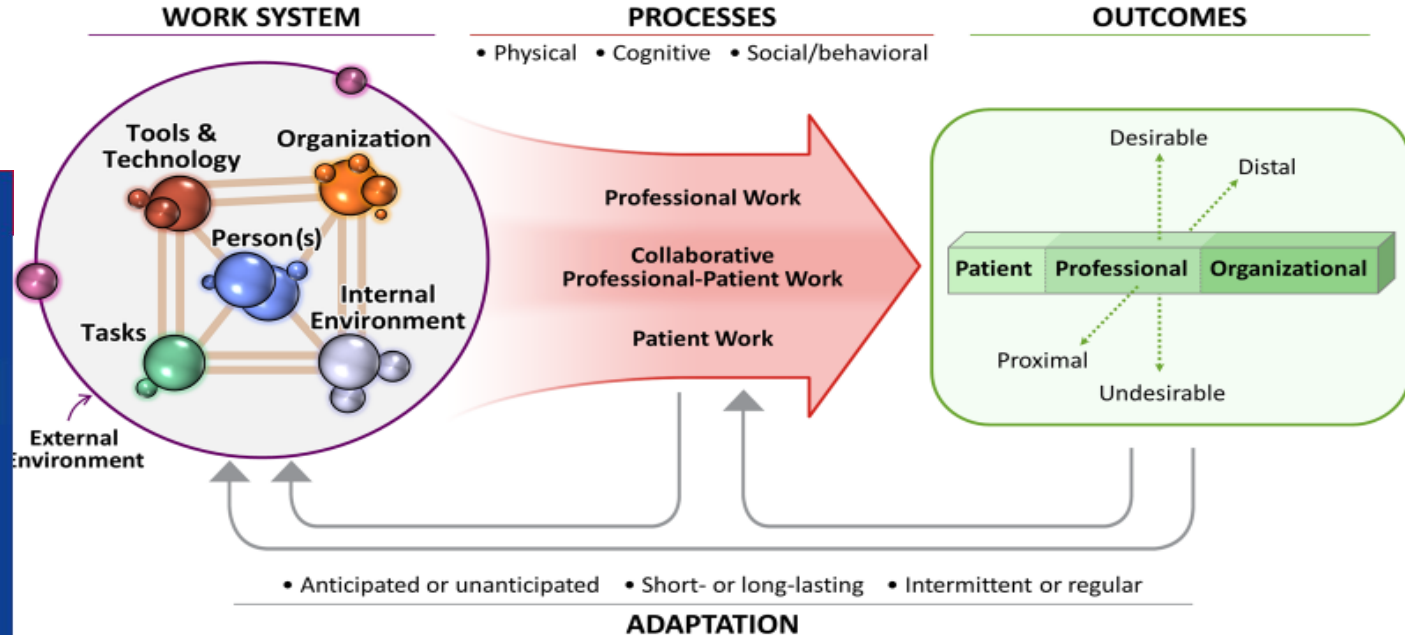 WORK SYSTEM
PROCESSES
OUTCOMES
• Physical • Cognitive • Social/behavioral
Tools &
Technology
Organization
Person(s)
Internal
Environment
Tasks
External
Environment
Professional Work
Collaborative
Professional-Patient Work
Patient Work
Desirable
Distal
Patient
Professional
Organizational
Proximal
Undesirable
• Anticipated or unanticipated • Short- or long-lasting • Intermittent or regular
ADAPTATION